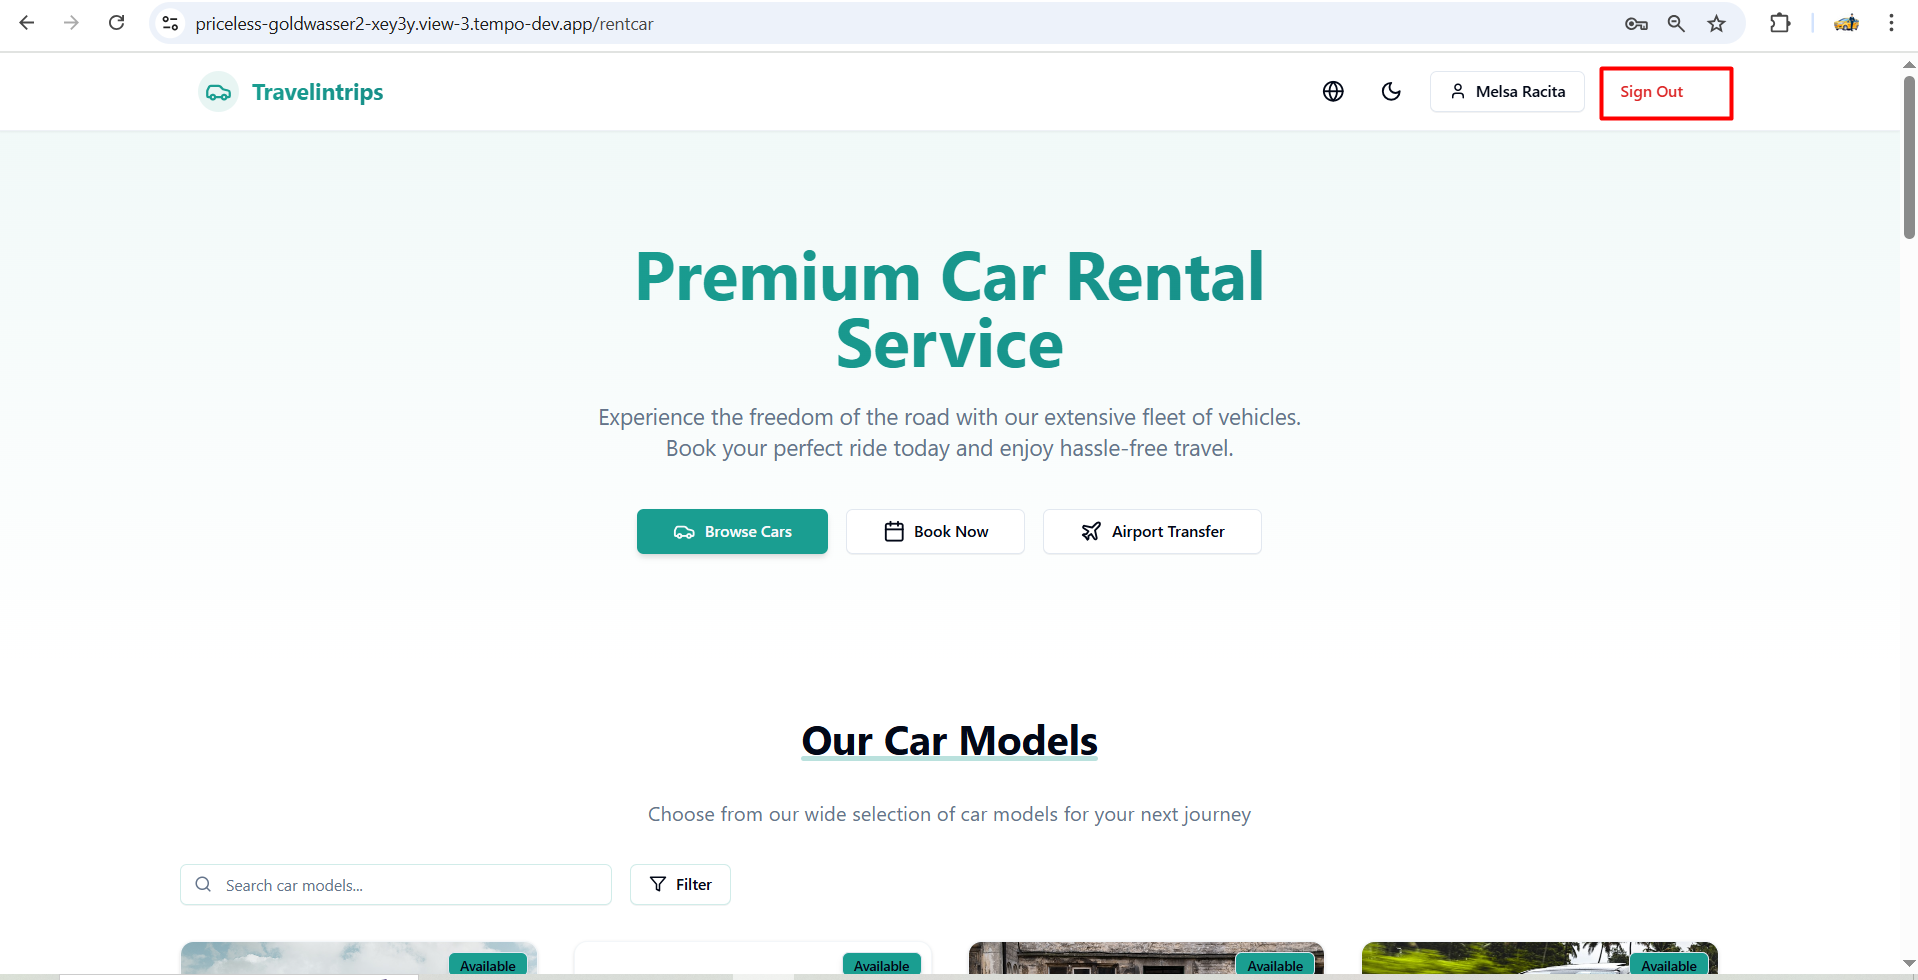 priceless-goldwasser2-xey3y.view-3.tempo-dev.app/rentcar
Travelintrips
Melsa Racita
Sign Out
Premium Car Rental
Service
Experience the freedom of the road with our extensive fleet of vehicles.
Book your perfect ride today and enjoy hassle-free travel.
Browse Cars
Book Now
Airport Transfer
Our Car Models
Choose from our wide selection of car models for your next journey
Search car models...
Filter
Available
Available
Available
Available